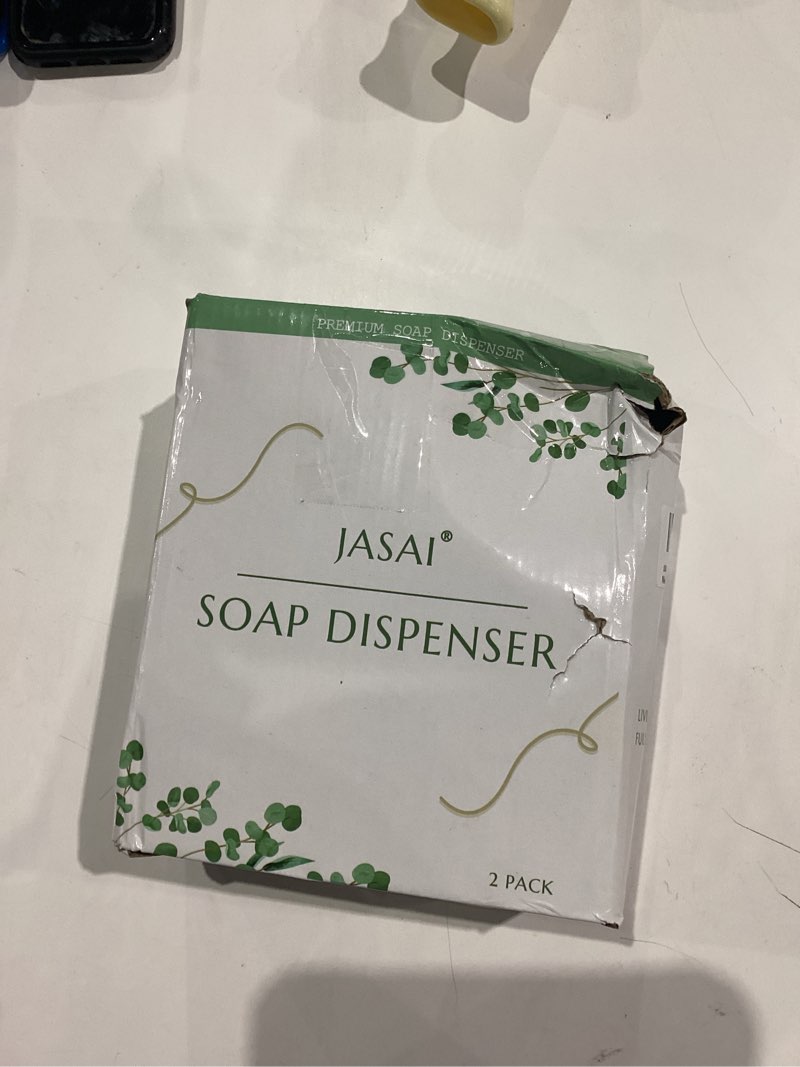 PREMIUM SOAP DISPENSER
JASAI®
SOAP DISPENSER
2 PACK